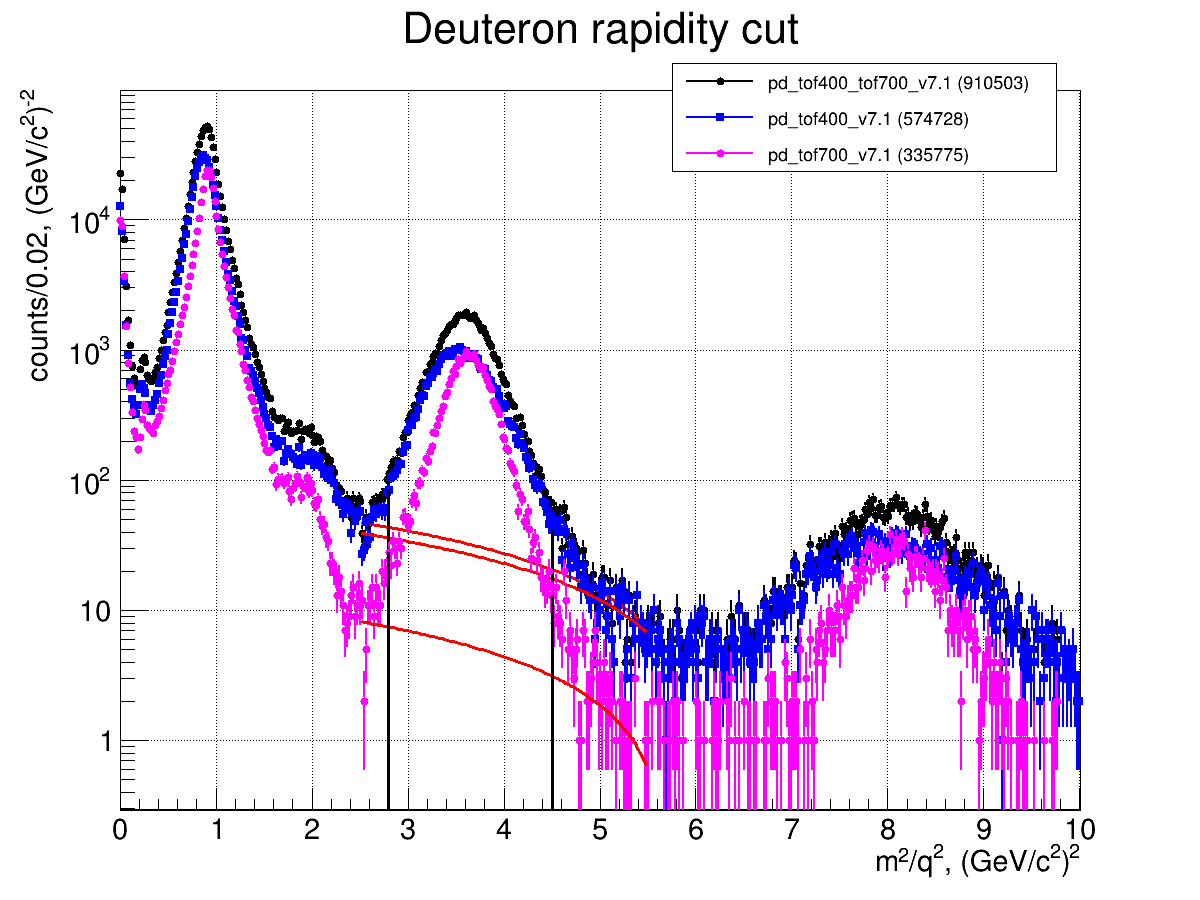 Deuteron rapidity cut
pd_tof400_tof700_v7.1 (910503)
pd_tof400_v7.1 (574728)
pd_tof700_v7.1 (335775)
counts/0.02, (GeV/c²)⁻²
10⁴
10³
10²
10
1
0 1 2 3 4 5 6 7 8 9 10
m²/q², (GeV/c²)²